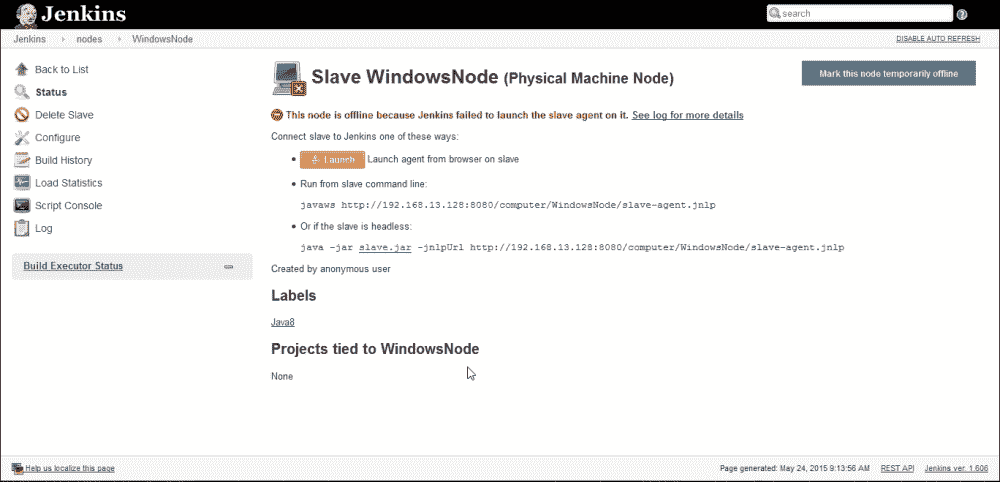 Jenkins
search
Jenkins
nodes
WindowsNode
DISABLE AUTO REFRESH
Back to List
Status
Delete Slave
Configure
Build History
Load Statistics
Script Console
Log
Build Executor Status
Slave WindowsNode (Physical Machine Node)
Mark this node temporarily offline
This node is offline because Jenkins failed to launch the slave agent on it. See log for more details
Connect slave to Jenkins one of these ways:
Launch Launch agent from browser on slave
Run from slave command line:
javaws http://192.168.13.128:8080/computer/WindowsNode/slave-agent.jnlp
Or if the slave is headless:
java -jar slave.jar -jnlpUrl http://192.168.13.128:8080/computer/WindowsNode/slave-agent.jnlp
Created by anonymous user
Labels
Java8
Projects tied to WindowsNode
None
Help us localize this page
Page generated: May 24, 2015 9:13:56 AM
REST API
Jenkins ver. 1.606